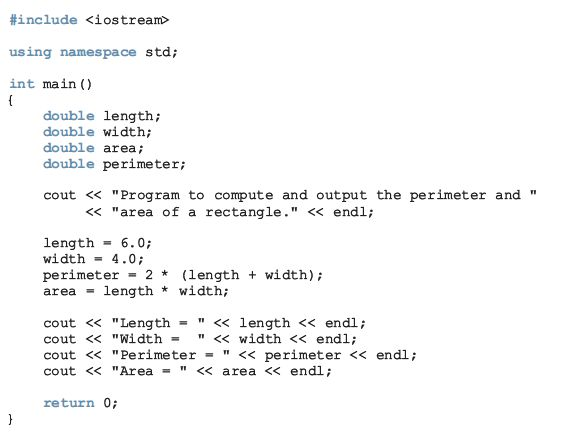 #include <iostream>
using namespace std;
int main()
{
double length;
double width;
double area;
double perimeter;
cout << "Program to compute and output the perimeter and "
<< "area of a rectangle." << endl;
length = 6.0;
width = 4.0;
perimeter = 2 * (length + width);
area = length * width;
cout << "Length = " << length << endl;
cout << "Width =  " << width << endl;
cout << "Perimeter = " << perimeter << endl;
cout << "Area = " << area << endl;
return 0;
}